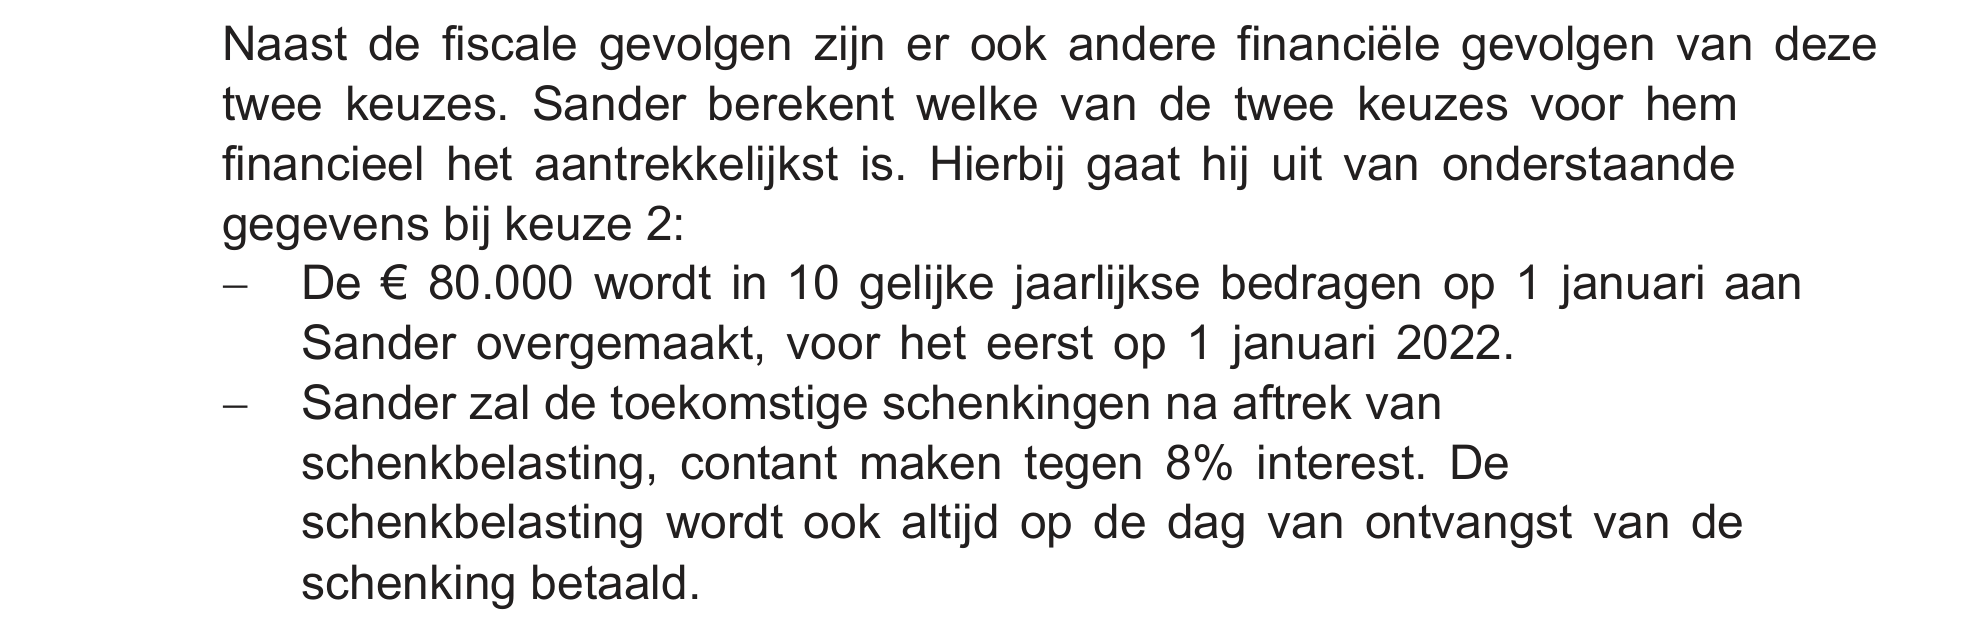 Naast de fiscale gevolgen zijn er ook andere financiële gevolgen van deze
twee keuzes. Sander berekent welke van de twee keuzes voor hem
financieel het aantrekkelijkst is. Hierbij gaat hij uit van onderstaande
gegevens bij keuze 2:
– De € 80.000 wordt in 10 gelijke jaarlijkse bedragen op 1 januari aan
Sander overgemaakt, voor het eerst op 1 januari 2022.
– Sander zal de toekomstige schenkingen na aftrek van
schenkbelasting, contant maken tegen 8% interest. De
schenkbelasting wordt ook altijd op de dag van ontvangst van de
schenking betaald.